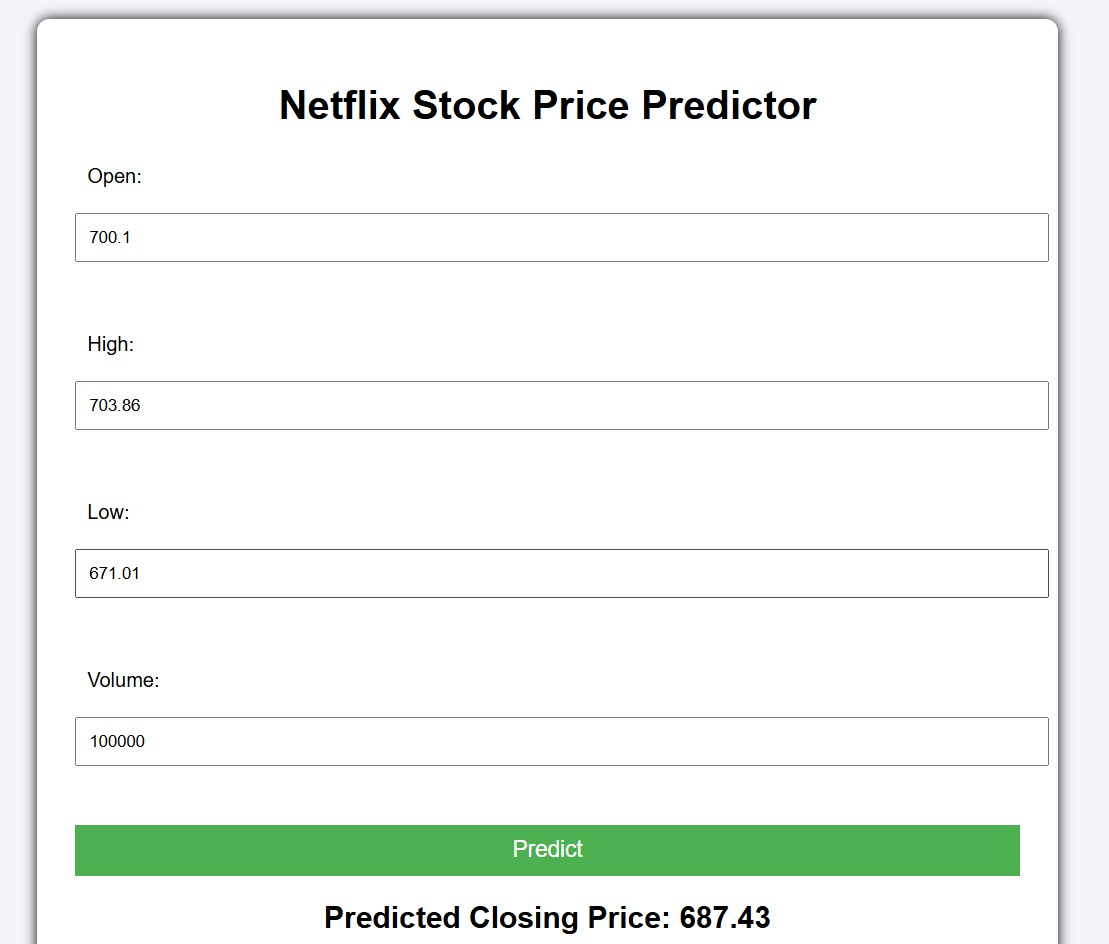 Netflix Stock Price Predictor
Open:
700.1
High:
703.86
Low:
671.01
Volume:
100000
Predict
Predicted Closing Price: 687.43